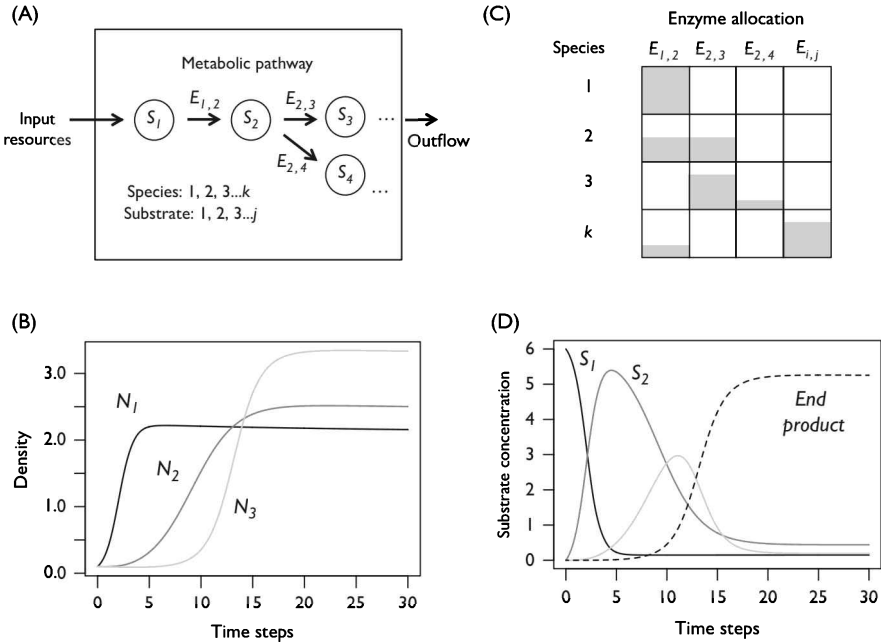 (A)
Metabolic pathway
Input
resources
S1
E1,2
S2
E2,3
S3
...
E2,4
S4
...
Outflow
Species: 1, 2, 3...k
Substrate: 1, 2, 3...j
(C)
Enzyme allocation
Species
E1,2 E2,3 E2,4 Ei,j
1
2
3
k
(B)
Density
3.0
2.0
1.0
0.0
N1
N2
N3
0 5 10 15 20 25 30
Time steps
(D)
Substrate concentration
6
5
4
3
2
1
0
S1
S2
End
product
0 5 10 15 20 25 30
Time steps